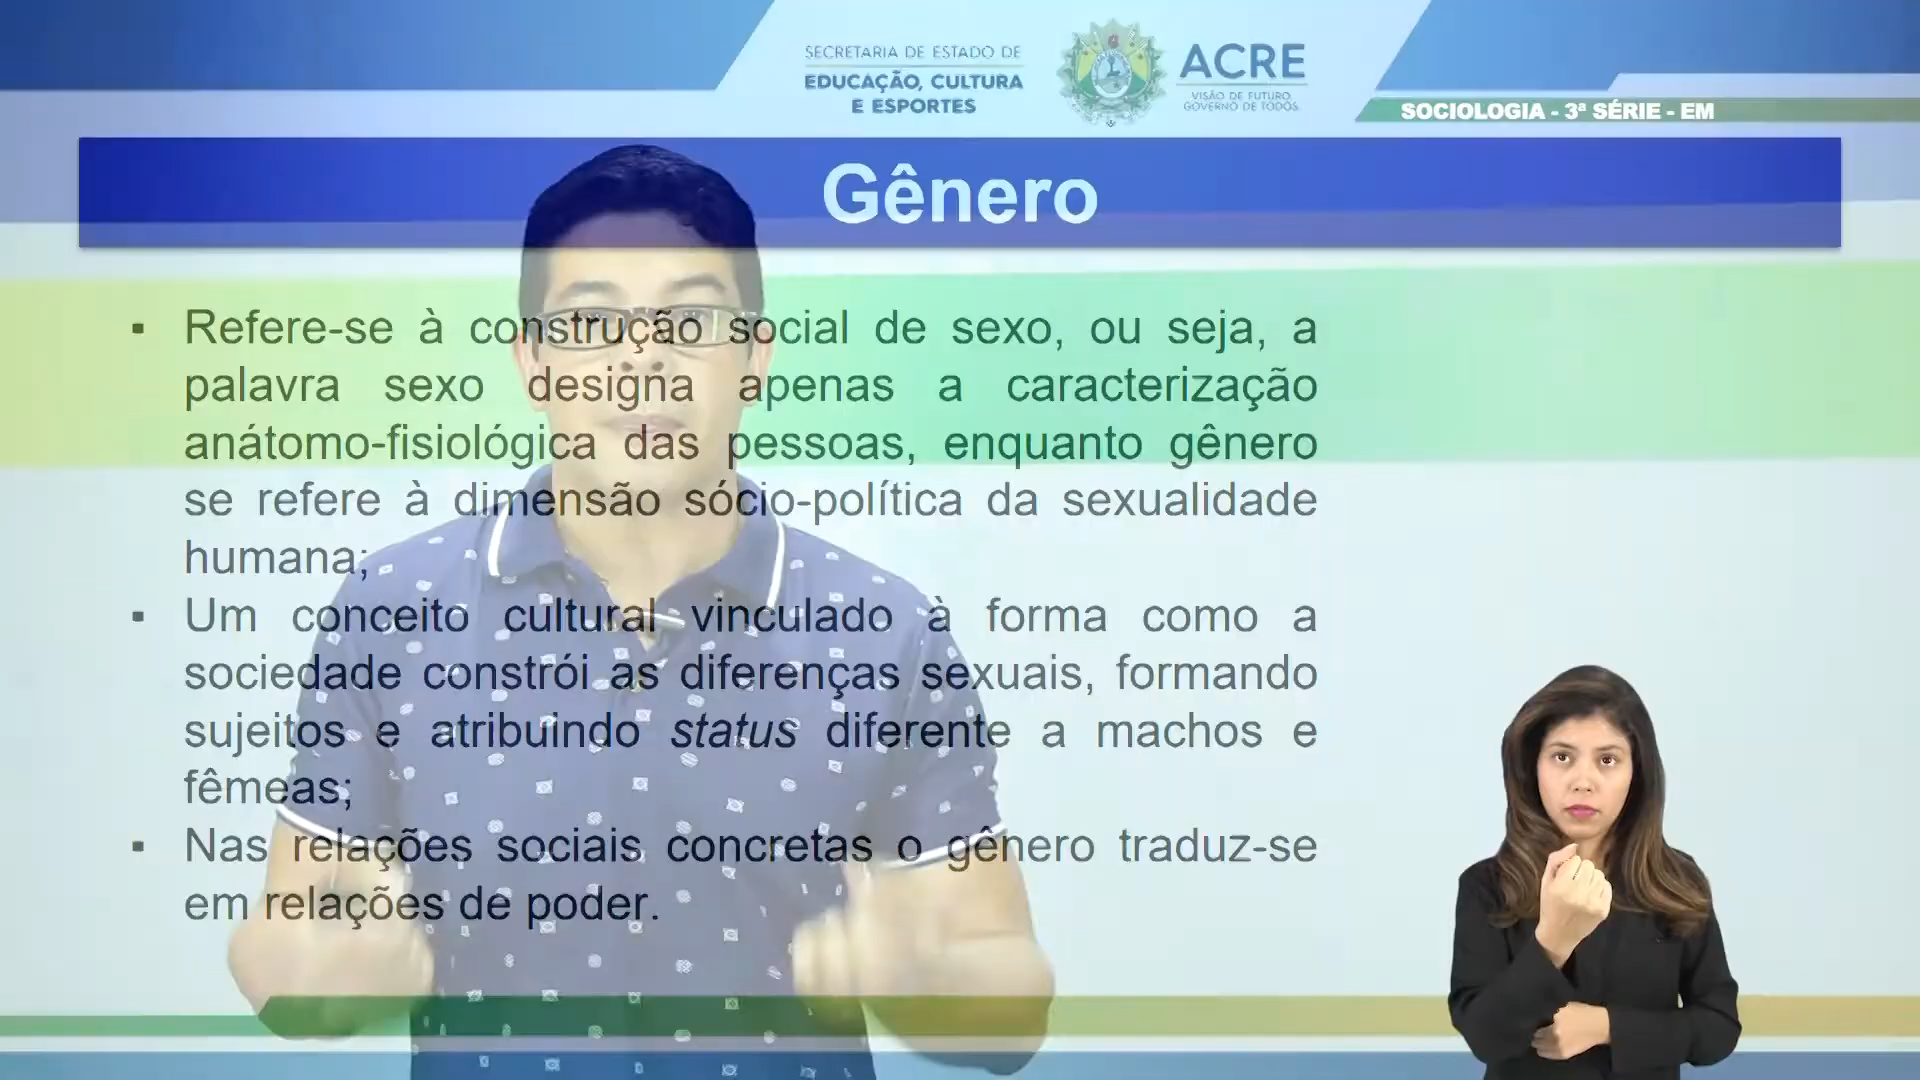 SECRETARIA DE ESTADO DE
EDUCAÇÃO, CULTURA
E ESPORTES
ACRE
VISÃO DE FUTURO,
GOVERNO DE TODOS.
SOCIOLOGIA - 3ª SÉRIE - EM
Gênero
▪ Refere-se à construção social de sexo, ou seja, a
palavra sexo designa apenas a caracterização
anátomo-fisiológica das pessoas, enquanto gênero
se refere à dimensão sócio-política da sexualidade
humana;
▪ Um conceito cultural vinculado à forma como a
sociedade constrói as diferenças sexuais, formando
sujeitos e atribuindo status diferente a machos e
fêmeas;
▪ Nas relações sociais concretas o gênero traduz-se
em relações de poder.